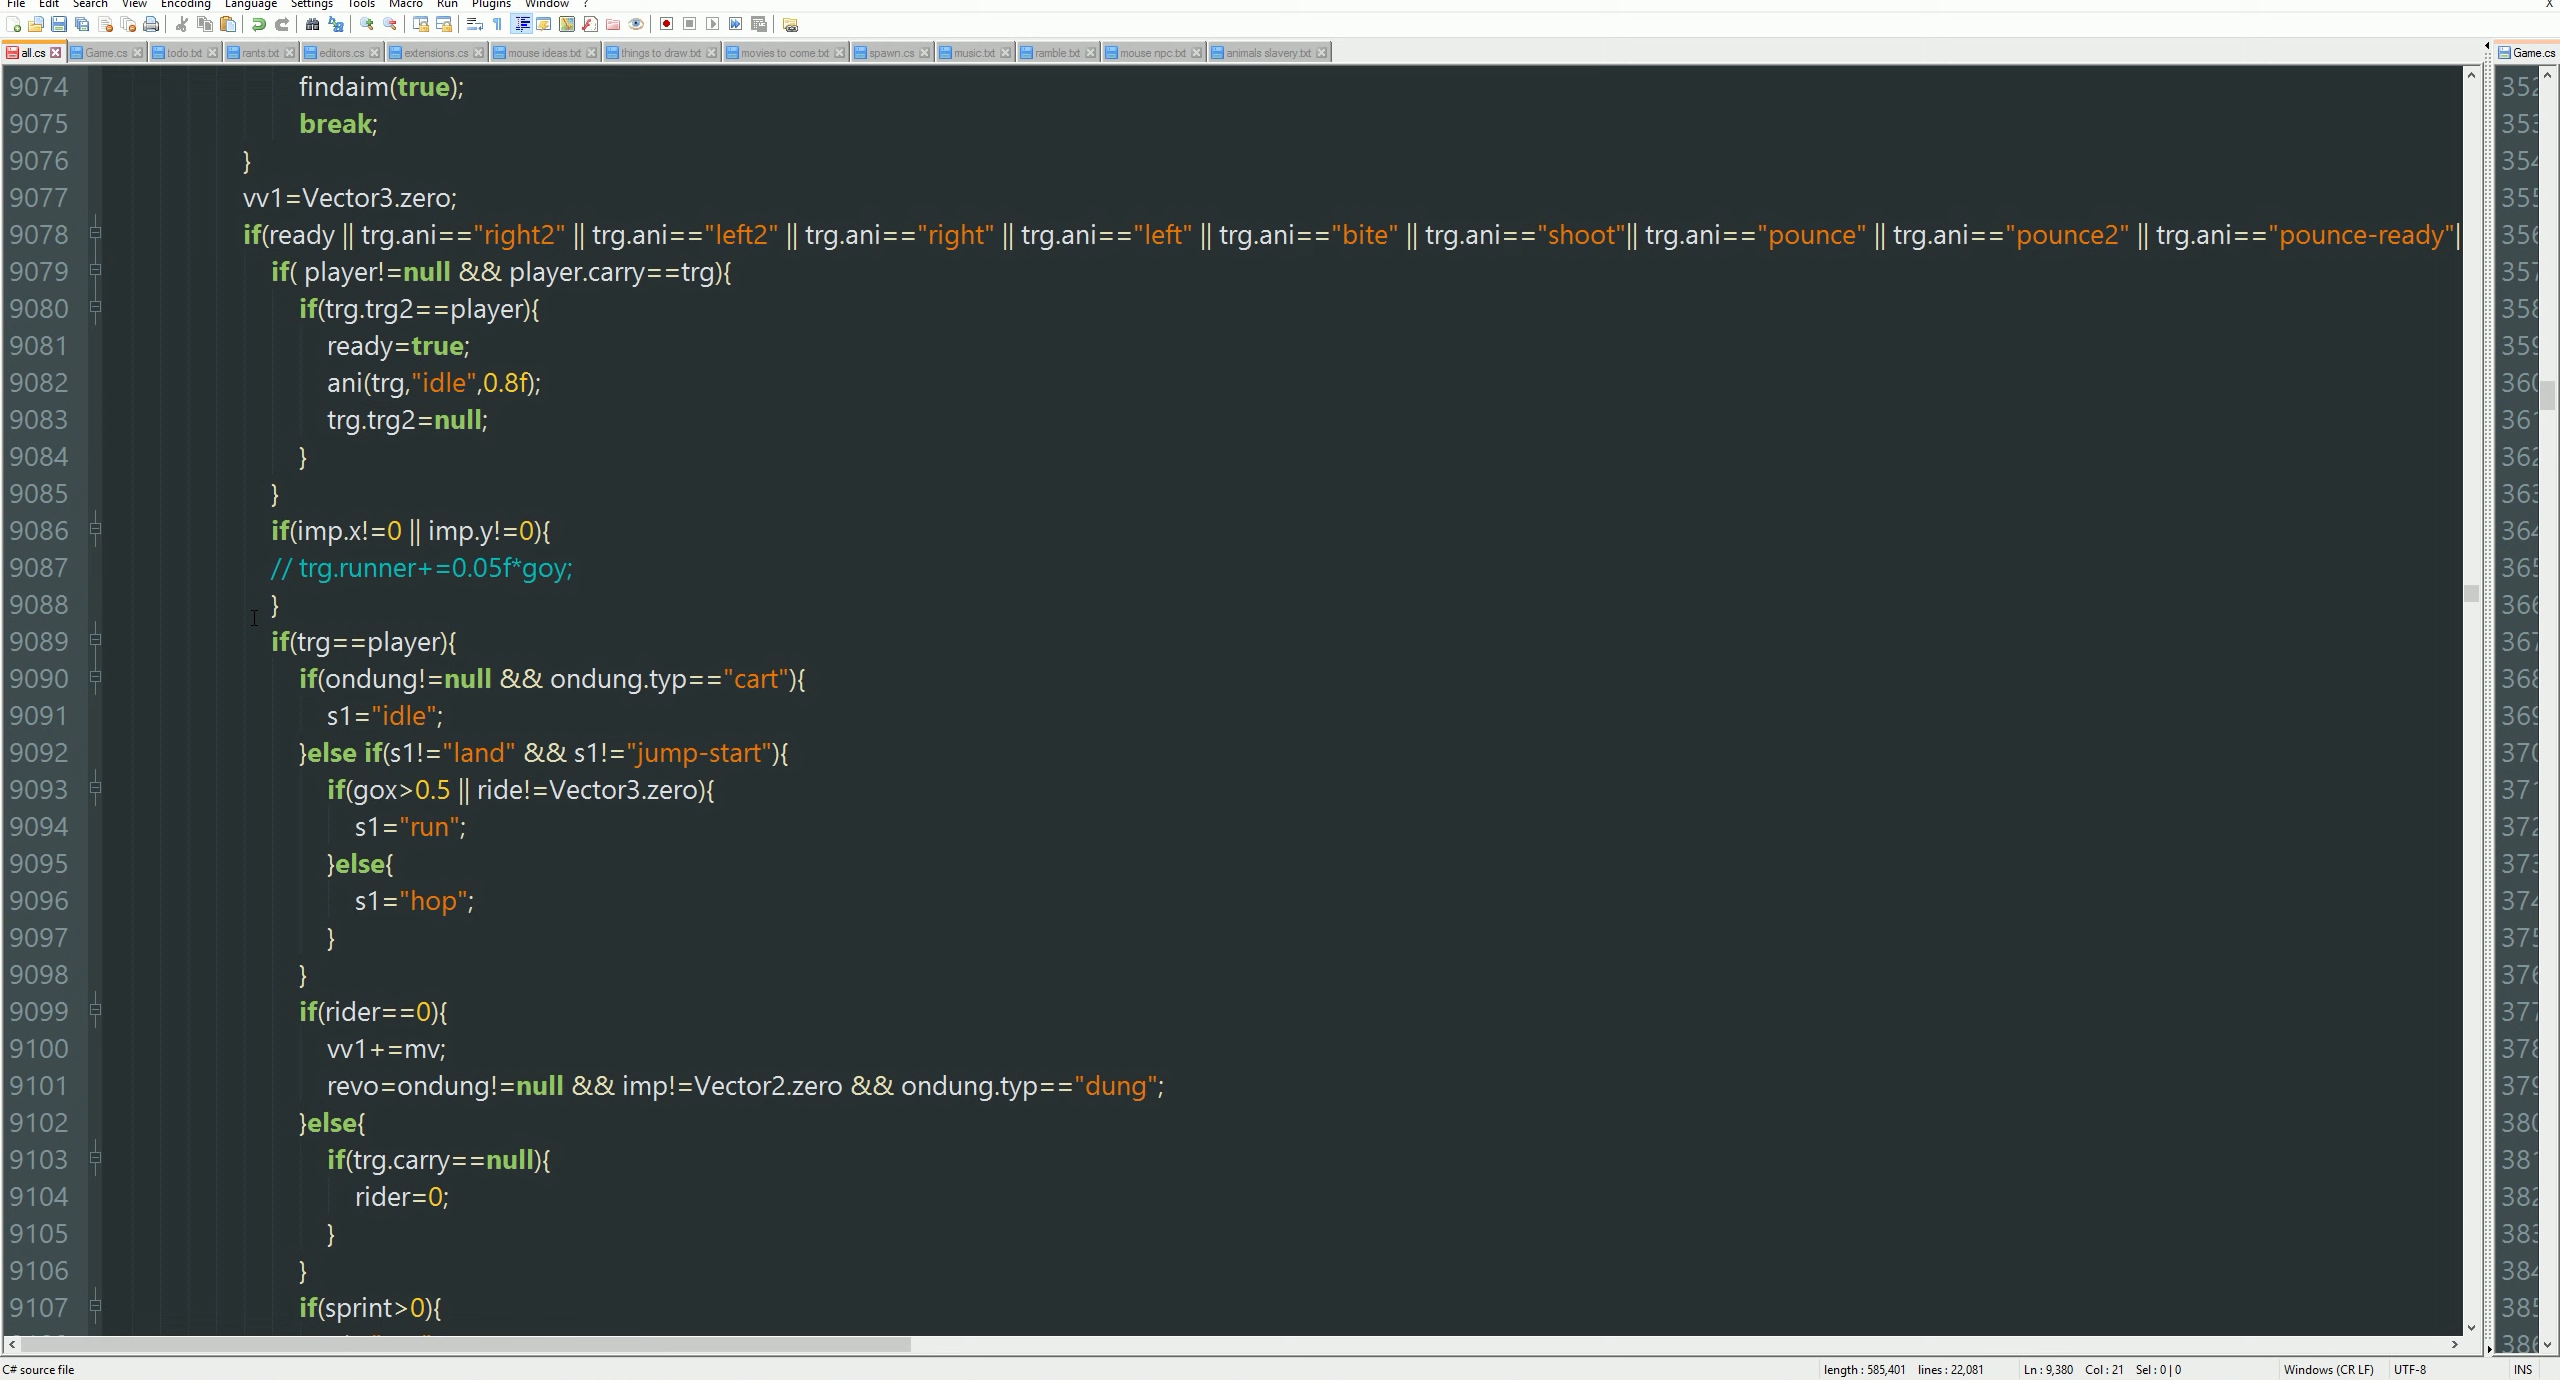 File Edit Search View Encoding Language Settings Tools Macro Run Plugins Window ? X
all.cs Game.cs todo.txt rants.txt editors.cs extensions.cs mouse ideas.txt things to draw.txt movies to come.txt spawn.cs music.txt ramble.txt mouse npc.txt animals slavery.txt Game.cs
9074 findaim(true);
9075 break;
9076 }
9077 vv1=Vector3.zero;
9078 if(ready || trg.ani=="right2" || trg.ani=="left2" || trg.ani=="right" || trg.ani=="left" || trg.ani=="bite" || trg.ani=="shoot"|| trg.ani=="pounce" || trg.ani=="pounce2" || trg.ani=="pounce-ready"|
9079 if( player!=null && player.carry==trg){
9080 if(trg.trg2==player){
9081 ready=true;
9082 ani(trg,"idle",0.8f);
9083 trg.trg2=null;
9084 }
9085 }
9086 if(imp.x!=0 || imp.y!=0){
9087 // trg.runner+=0.05f*goy;
9088 }
9089 if(trg==player){
9090 if(ondung!=null && ondung.typ=="cart"){
9091 s1="idle";
9092 }else if(s1!="land" && s1!="jump-start"){
9093 if(gox>0.5 || ride!=Vector3.zero){
9094 s1="run";
9095 }else{
9096 s1="hop";
9097 }
9098 }
9099 if(rider==0){
9100 vv1+=mv;
9101 revo=ondung!=null && imp!=Vector2.zero && ondung.typ=="dung";
9102 }else{
9103 if(trg.carry==null){
9104 rider=0;
9105 }
9106 }
9107 if(sprint>0){
C# source file length : 585,401 lines : 22,081 Ln : 9,380 Col : 21 Sel : 0 | 0 Windows (CR LF) UTF-8 INS